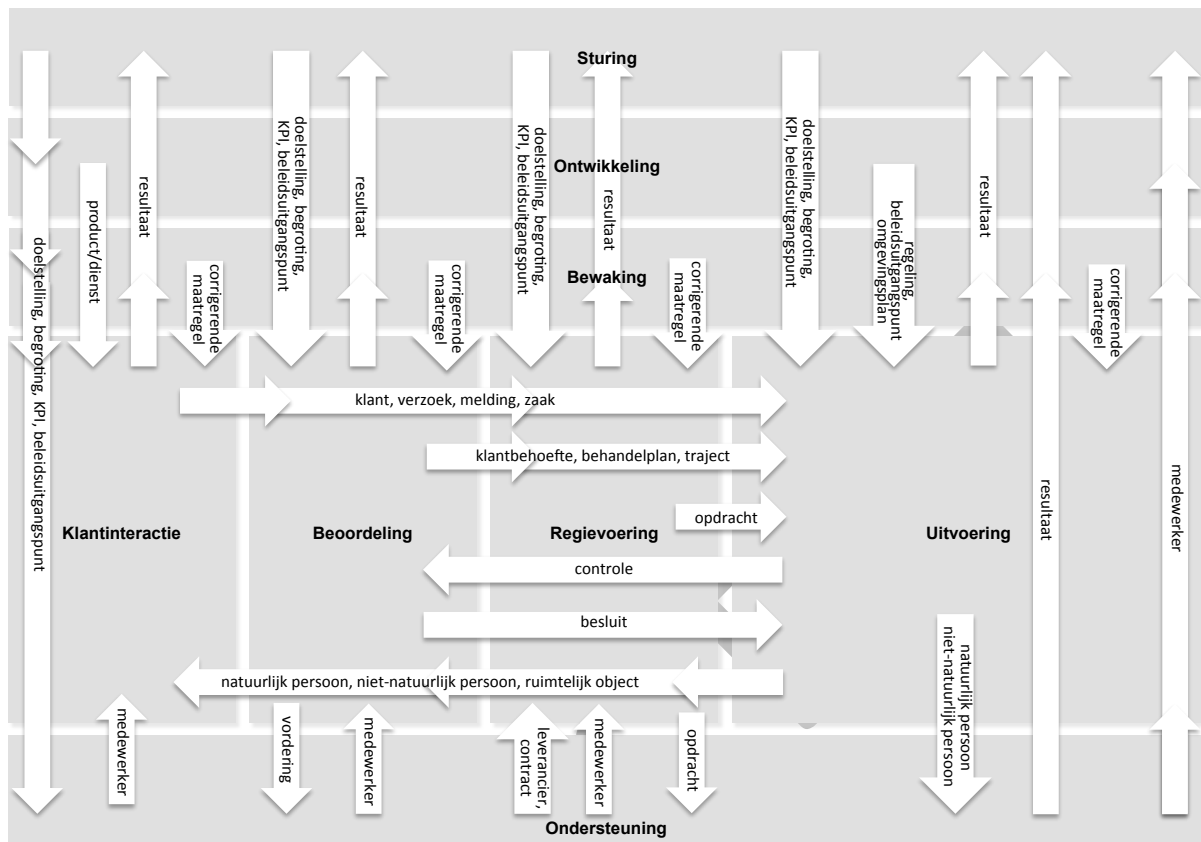 Sturing
Ontwikkeling
Bewaking
doelstelling, begroting, KPI, beleidsuitgangspunt
product/dienst
resultaat
corrigerende
maatregel
doelstelling, begroting,
KPI, beleidsuitgangspunt
resultaat
corrigerende
maatregel
doelstelling, begroting,
KPI, beleidsuitgangspunt
resultaat
corrigerende
maatregel
doelstelling, begroting,
KPI, beleidsuitgangspunt
regeling,
beleidsuitgangspunt
omgevingsplan
resultaat
resultaat
corrigerende
maatregel
medewerker
klant, verzoek, melding, zaak
klantbehoefte, behandelplan, traject
opdracht
Klantinteractie
Beoordeling
Regievoering
Uitvoering
controle
besluit
natuurlijk persoon, niet-natuurlijk persoon, ruimtelijk object
natuurlijk persoon
niet-natuurlijk persoon
medewerker
vordering
medewerker
leverancier,
contract
medewerker
opdracht
Ondersteuning